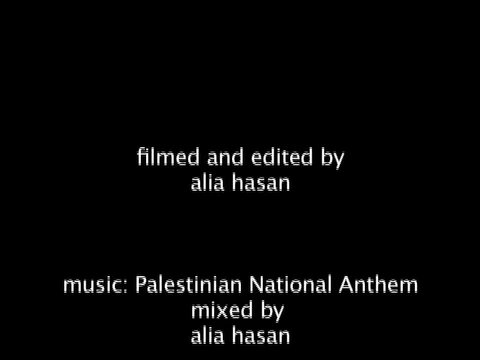 filmed and edited by
alia hasan
music: Palestinian National Anthem
mixed by
alia hasan